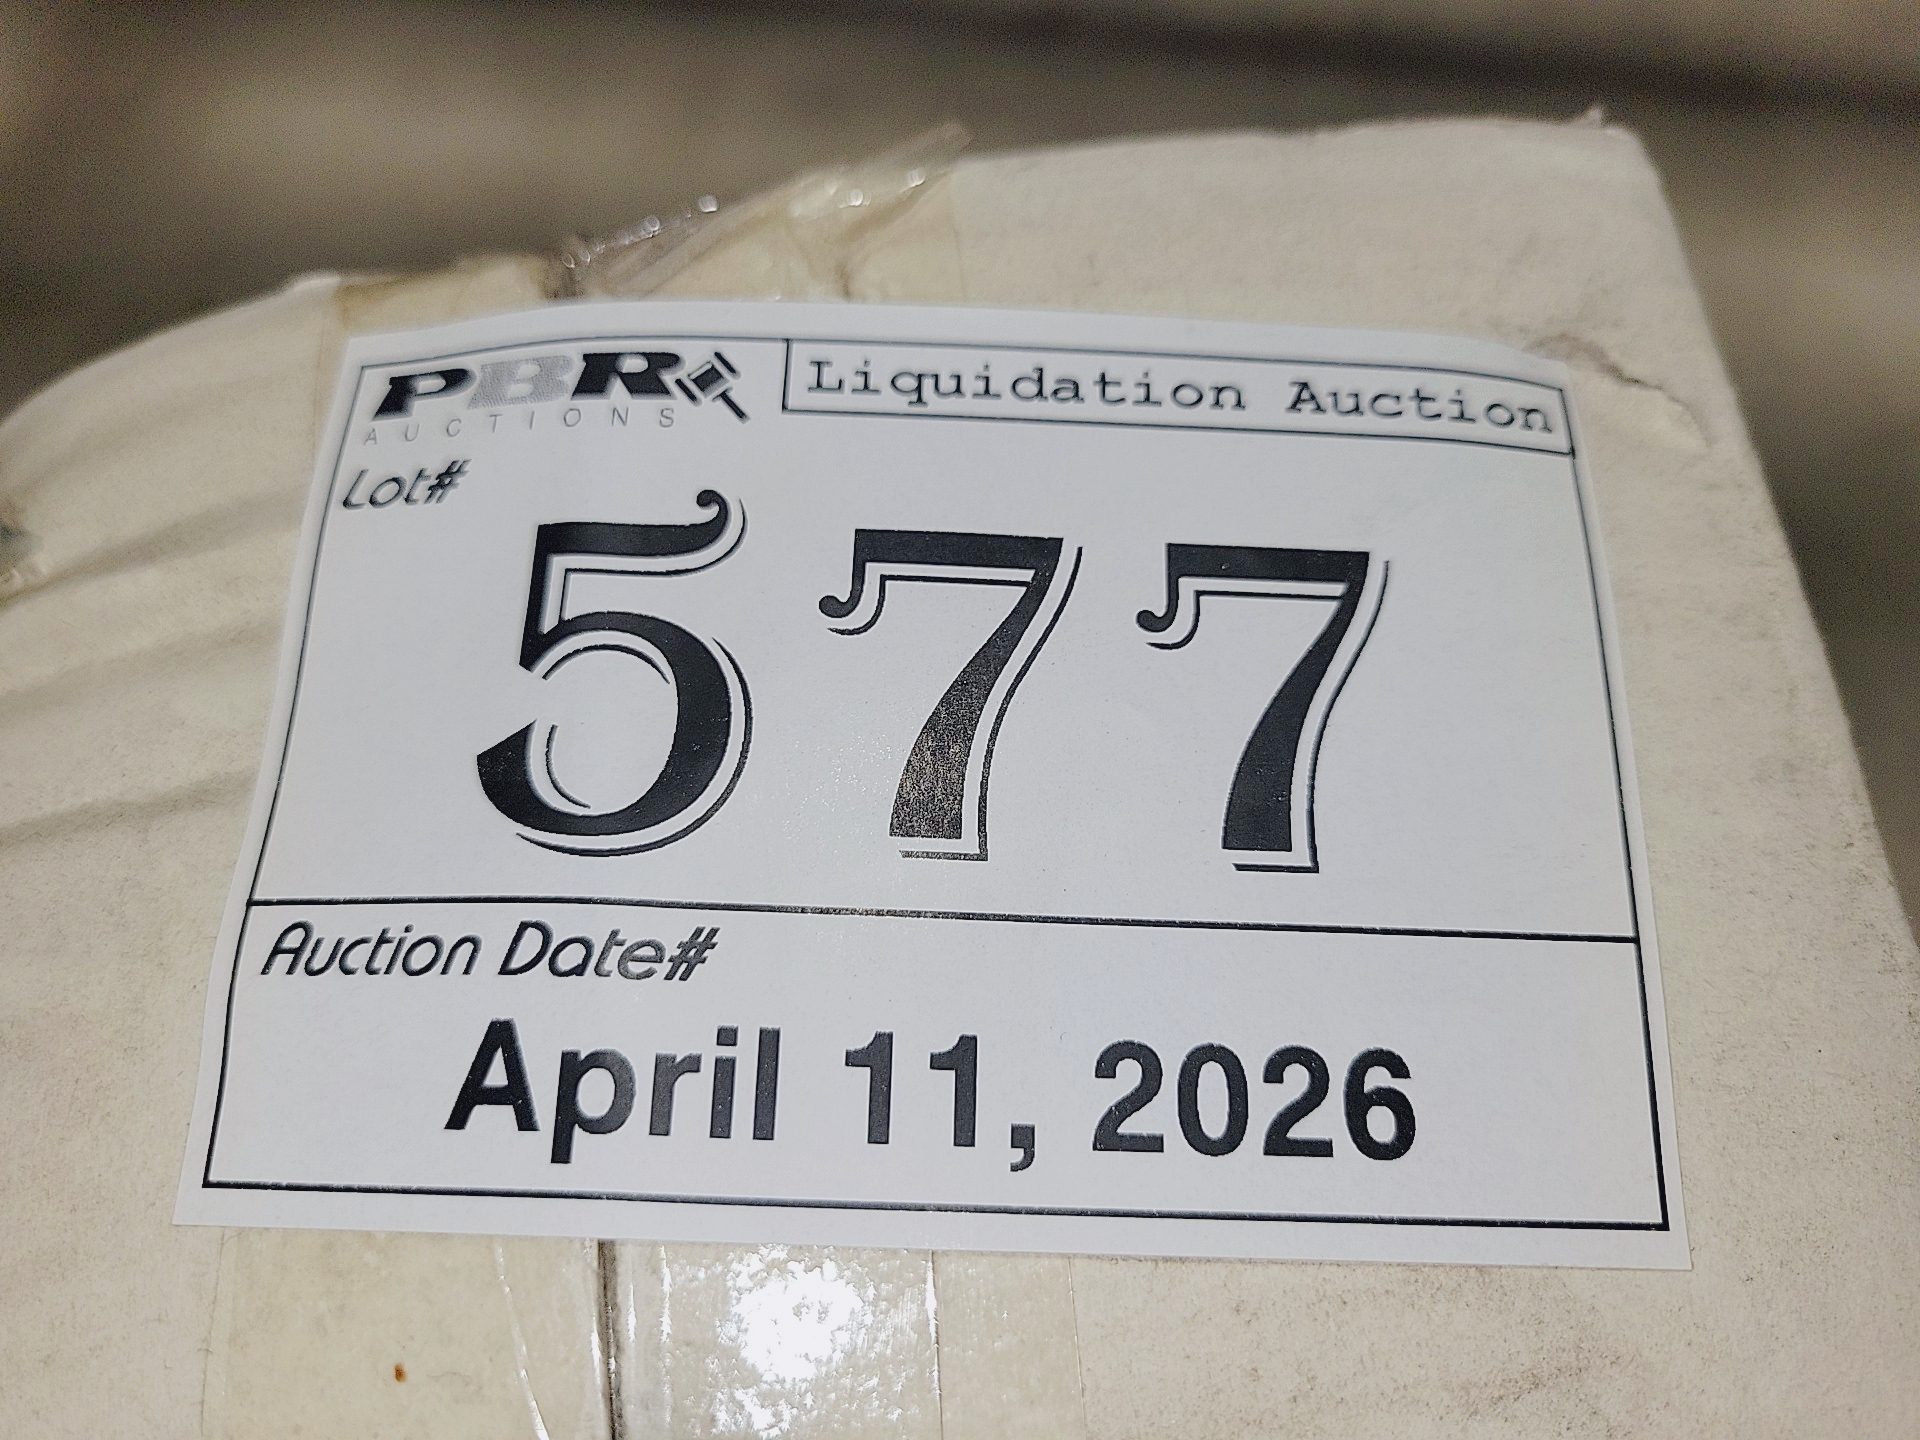 PBR
AUCTIONS
Liquidation Auction
Lot#
577
Auction Date#
April 11, 2026